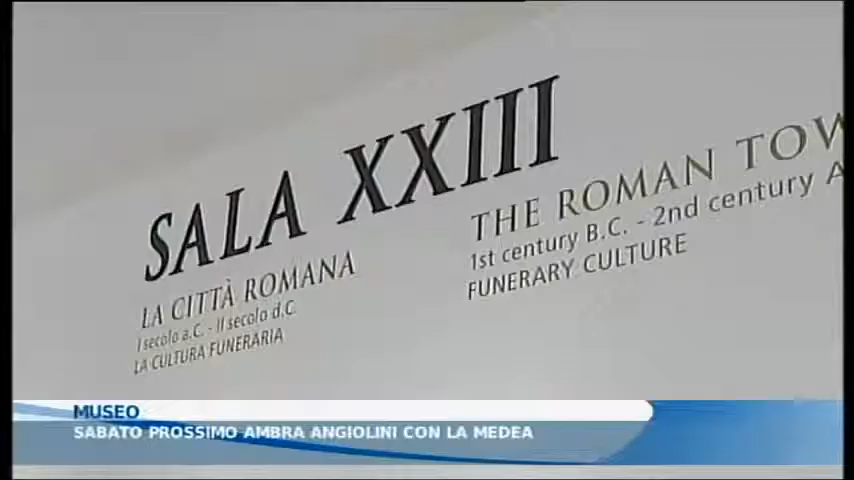 SALA XXIII
LA CITTÀ ROMANA
I secolo a.C. - II secolo d.C.
LA CULTURA FUNERARIA
THE ROMAN TOW
1st century B.C. - 2nd century A
FUNERARY CULTURE
MUSEO
SABATO PROSSIMO AMBRA ANGIOLINI CON LA MEDEA